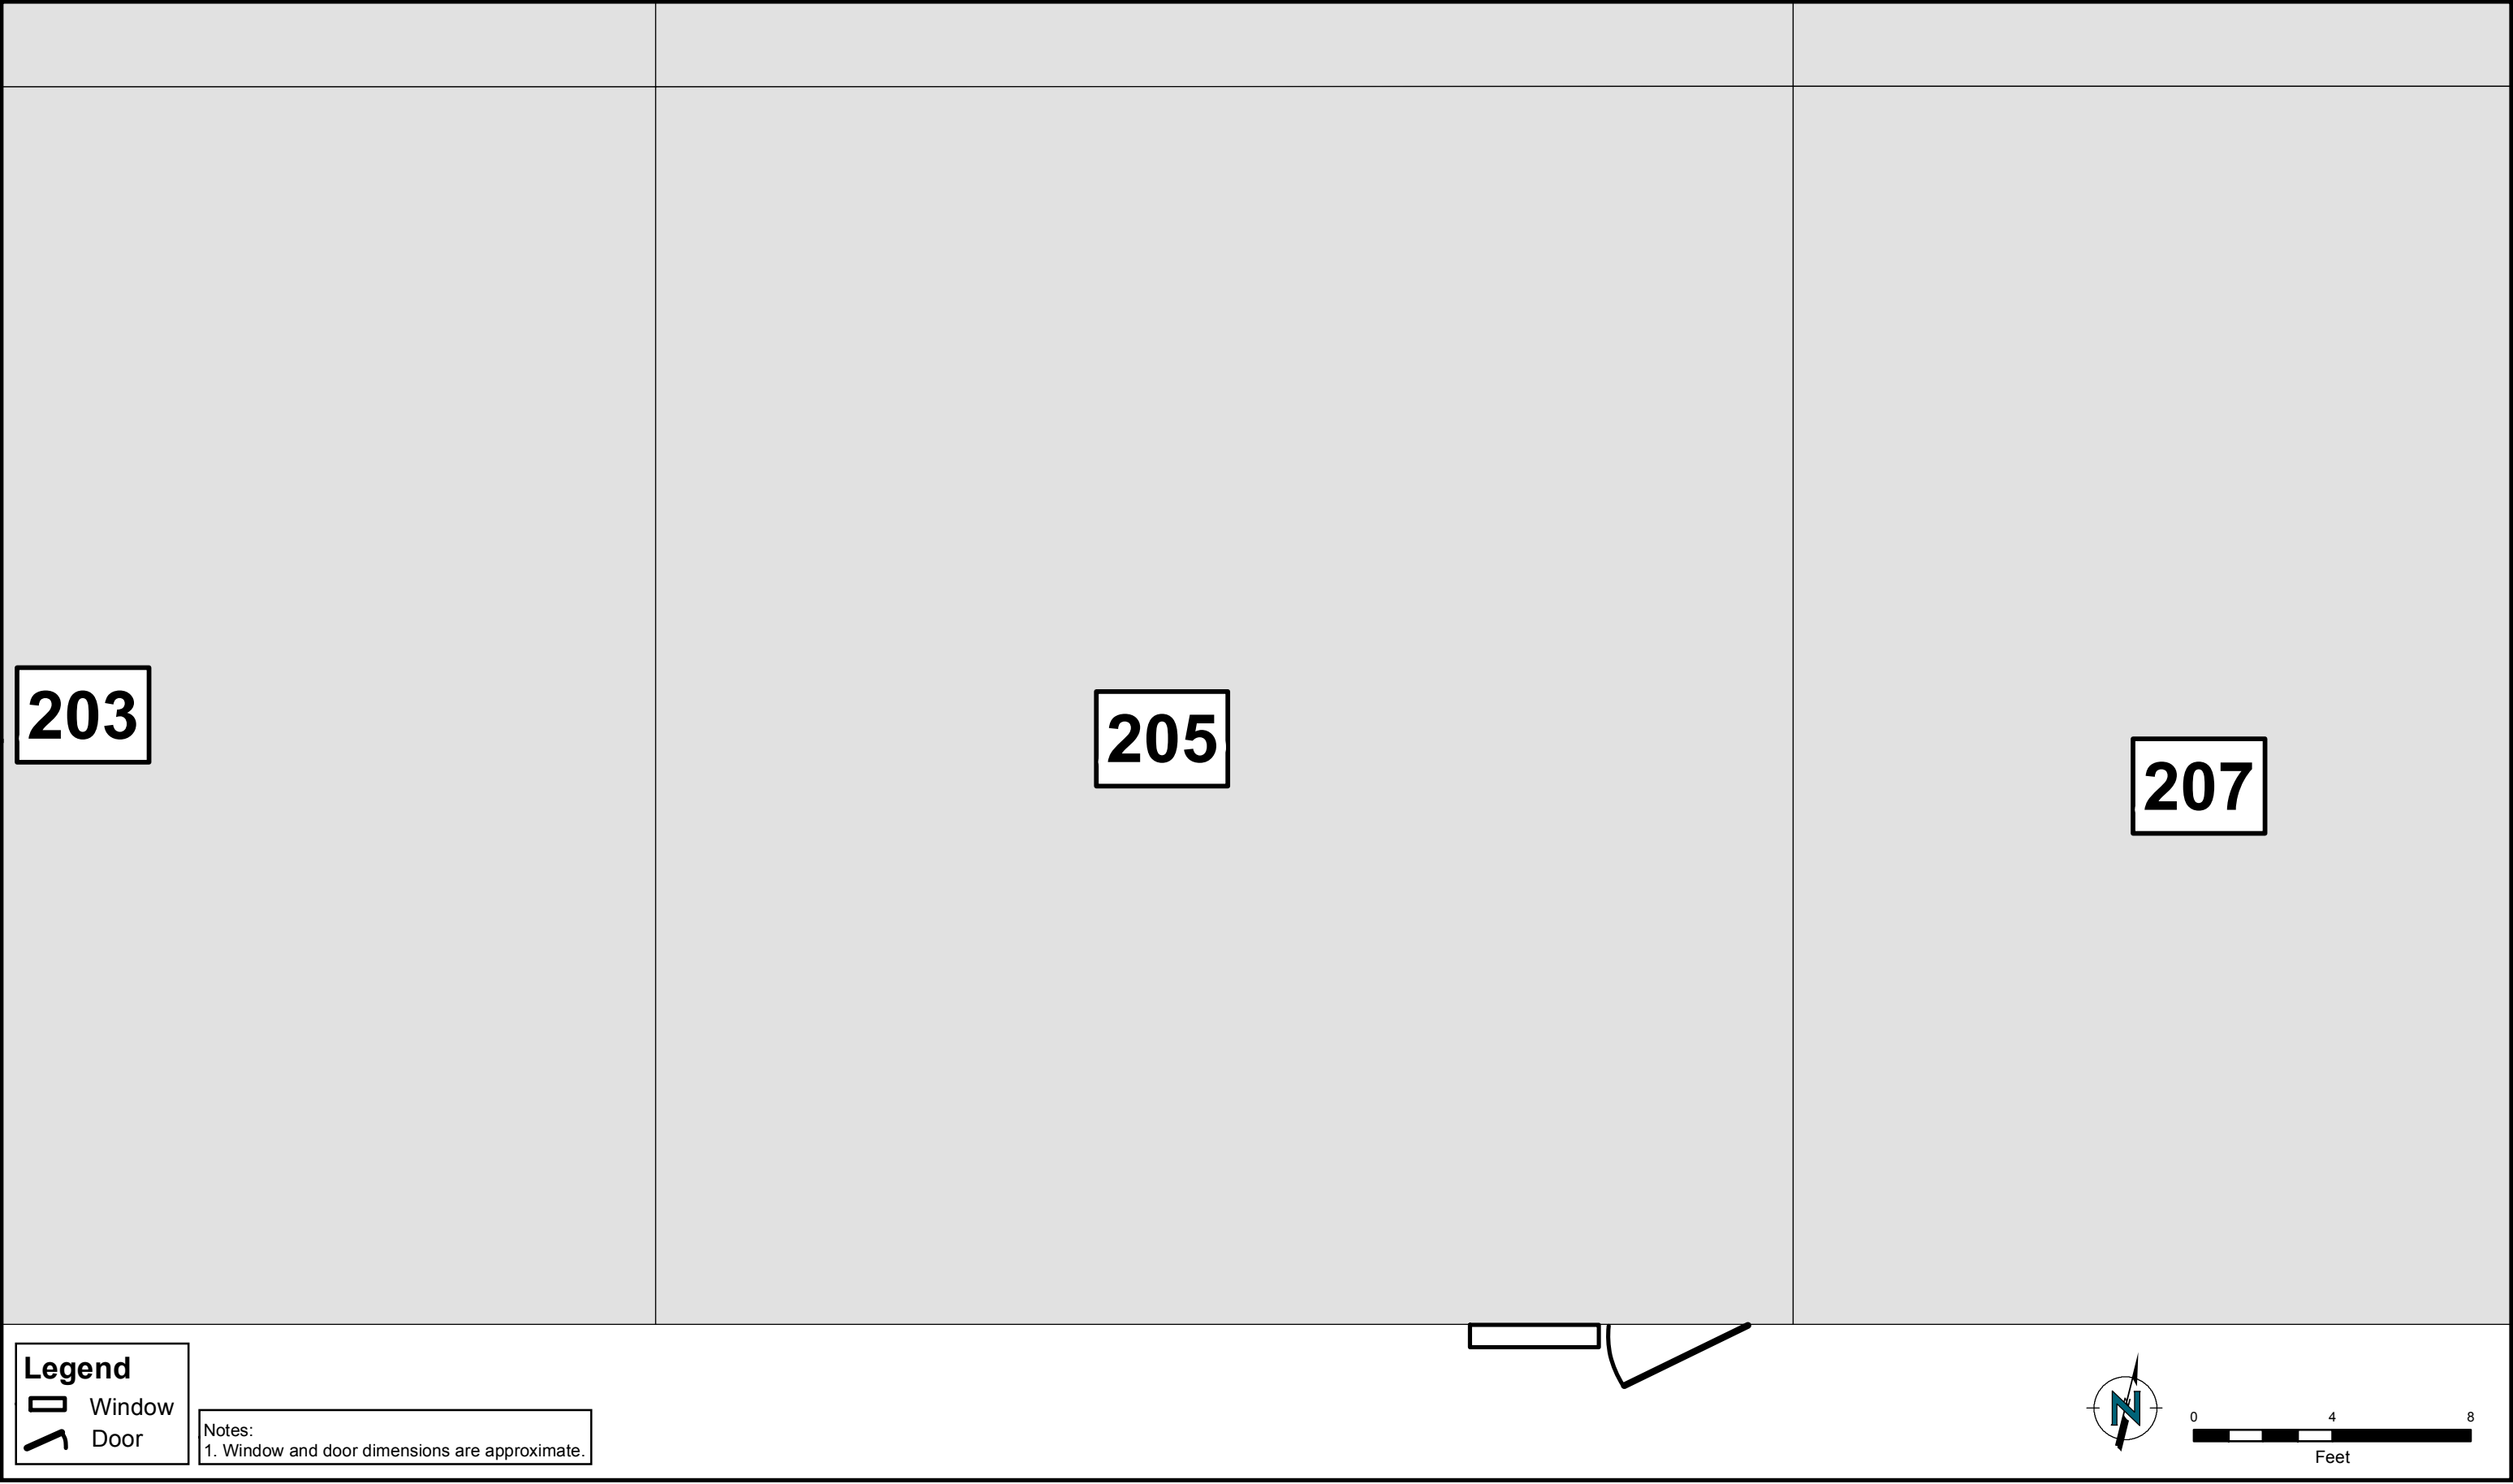 203
205
207
Legend
Window
Door
Notes:
1. Window and door dimensions are approximate.
N
0 4 8
Feet